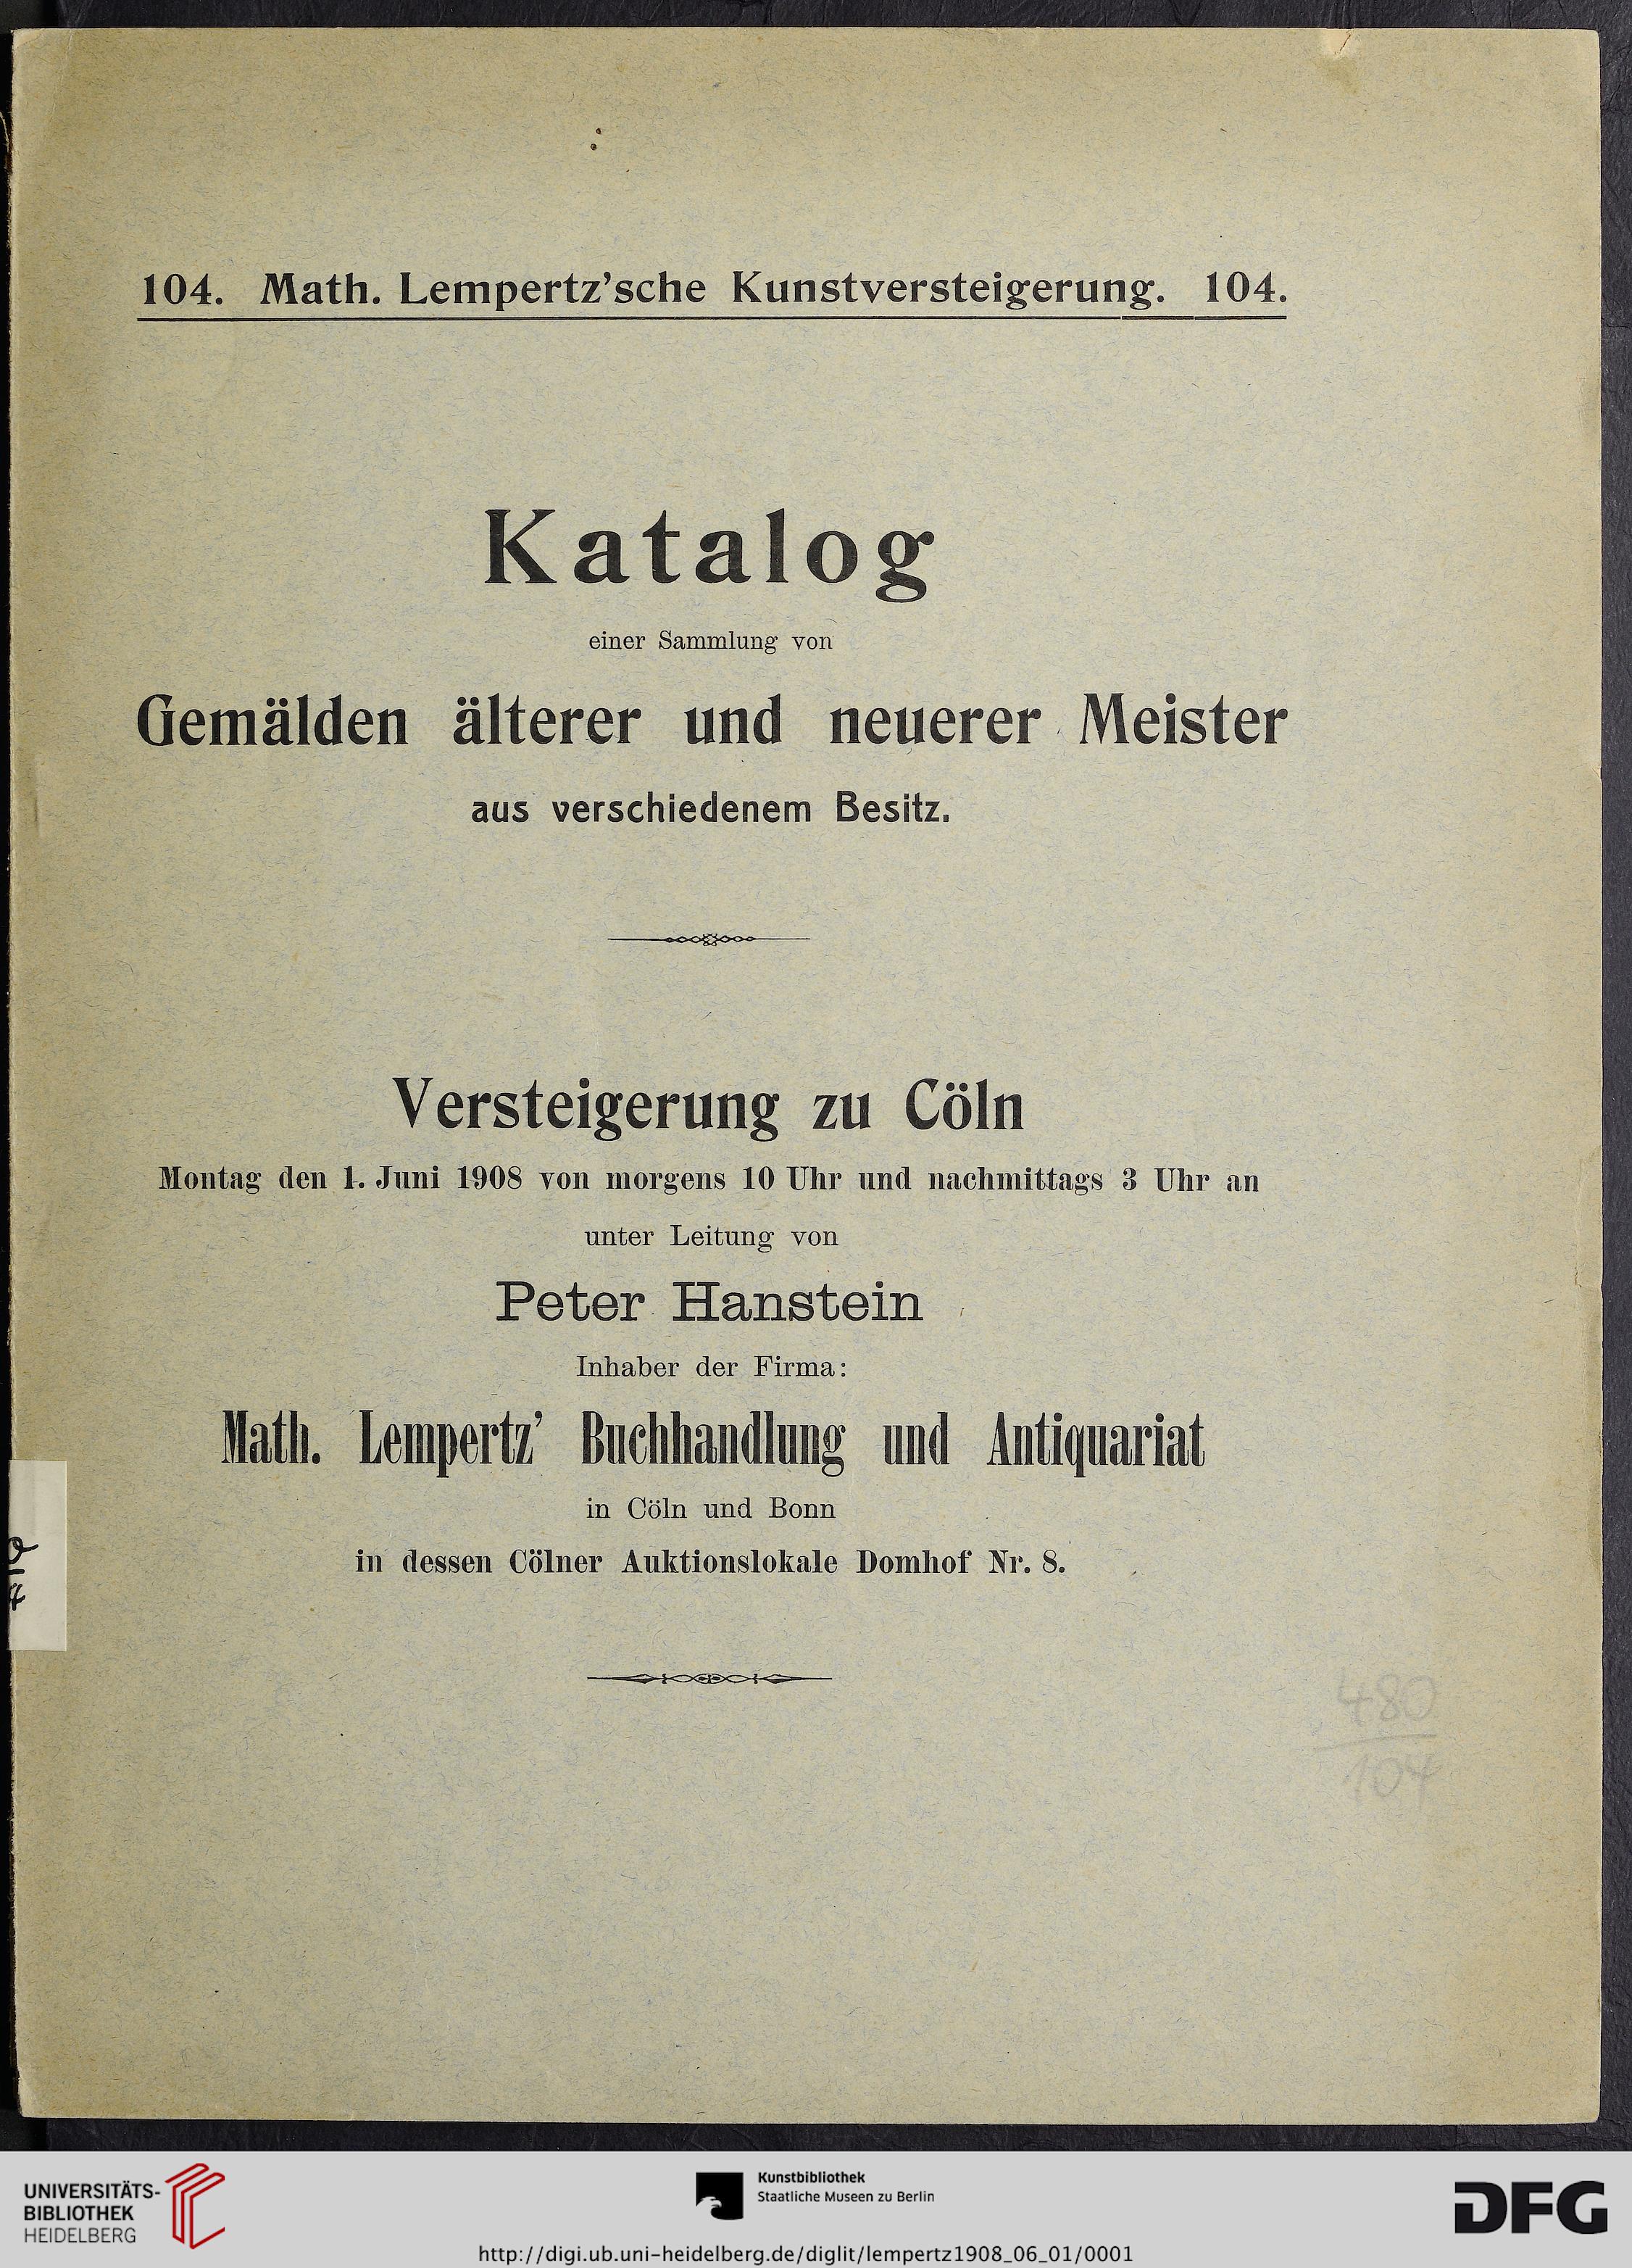 104. Math. Lempertz'sche Kunstversteigerung. 104.
Katalog
einer Sammlung von
Gemälden älterer und neuerer Meister
aus verschiedenem Besitz.
Versteigerung zu Cöln
Montag den 1. Juni 1908 von morgens 10 Uhr und nachmittags 3 Uhr an
unter Leitung von
Peter Hanstein
Inhaber der Firma:
Math. Lempertz' Buchhandlung und Antiquariat
in Cöln und Bonn
in dessen Cölner Auktionslokale Domhof Nr. 8.
480
104
UNIVERSITÄTS-
BIBLIOTHEK
HEIDELBERG
Kunstbibliothek
Staatliche Museen zu Berlin
DFG
http://digi.ub.uni-heidelberg.de/diglit/lempertz1908_06_01/0001